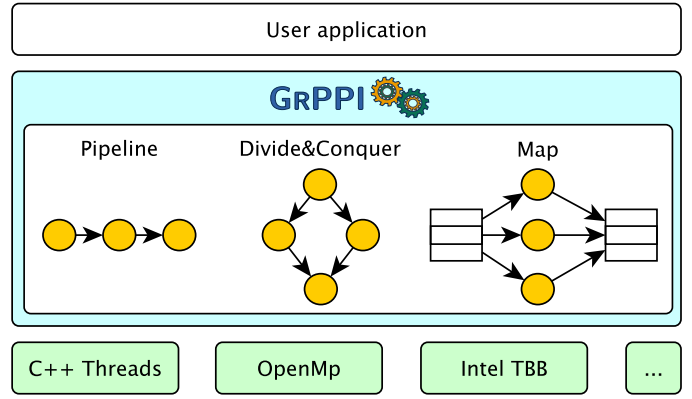 User application
GRPPI
Pipeline
Divide&Conquer
Map
C++ Threads
OpenMp
Intel TBB
...